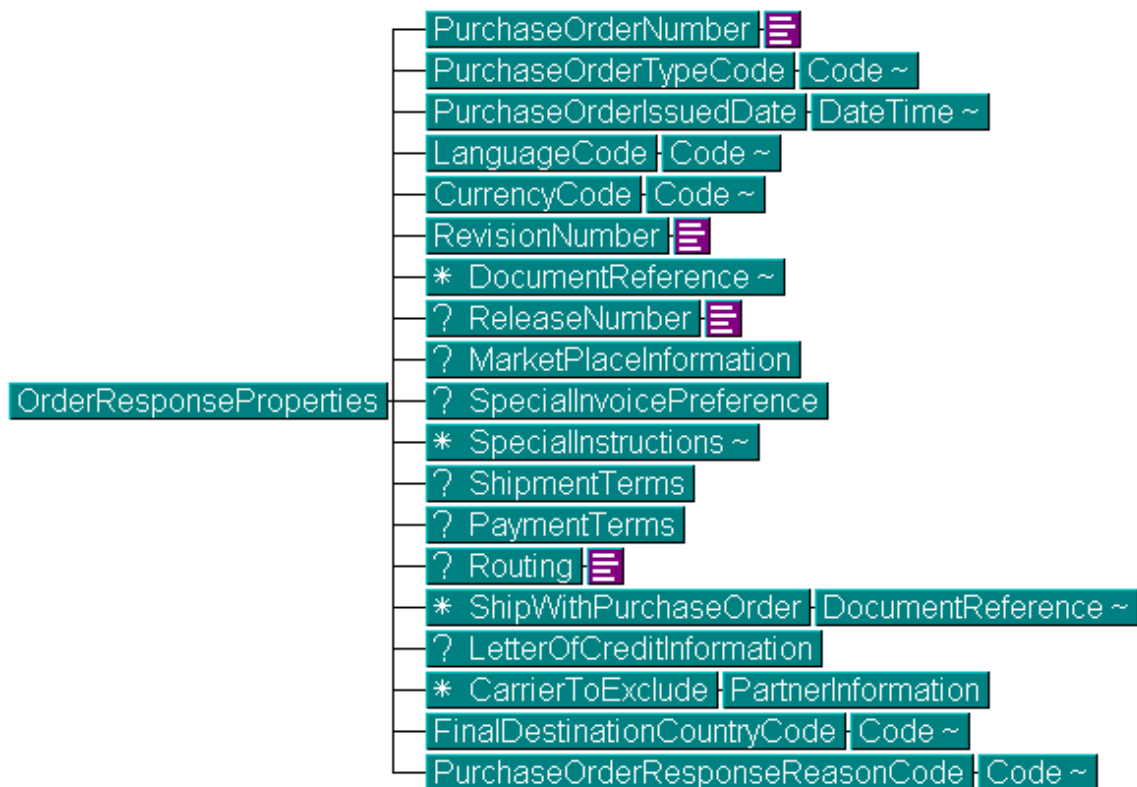 PurchaseOrderNumber
PurchaseOrderTypeCode Code ~
PurchaseOrderIssuedDate DateTime ~
LanguageCode Code ~
CurrencyCode Code ~
RevisionNumber
* DocumentReference ~
? ReleaseNumber
? MarketPlaceInformation
OrderResponseProperties ? SpecialInvoicePreference
* SpecialInstructions ~
? ShipmentTerms
? PaymentTerms
? Routing
* ShipWithPurchaseOrder DocumentReference ~
? LetterOfCreditInformation
* CarrierToExclude PartnerInformation
FinalDestinationCountryCode Code ~
PurchaseOrderResponseReasonCode Code ~